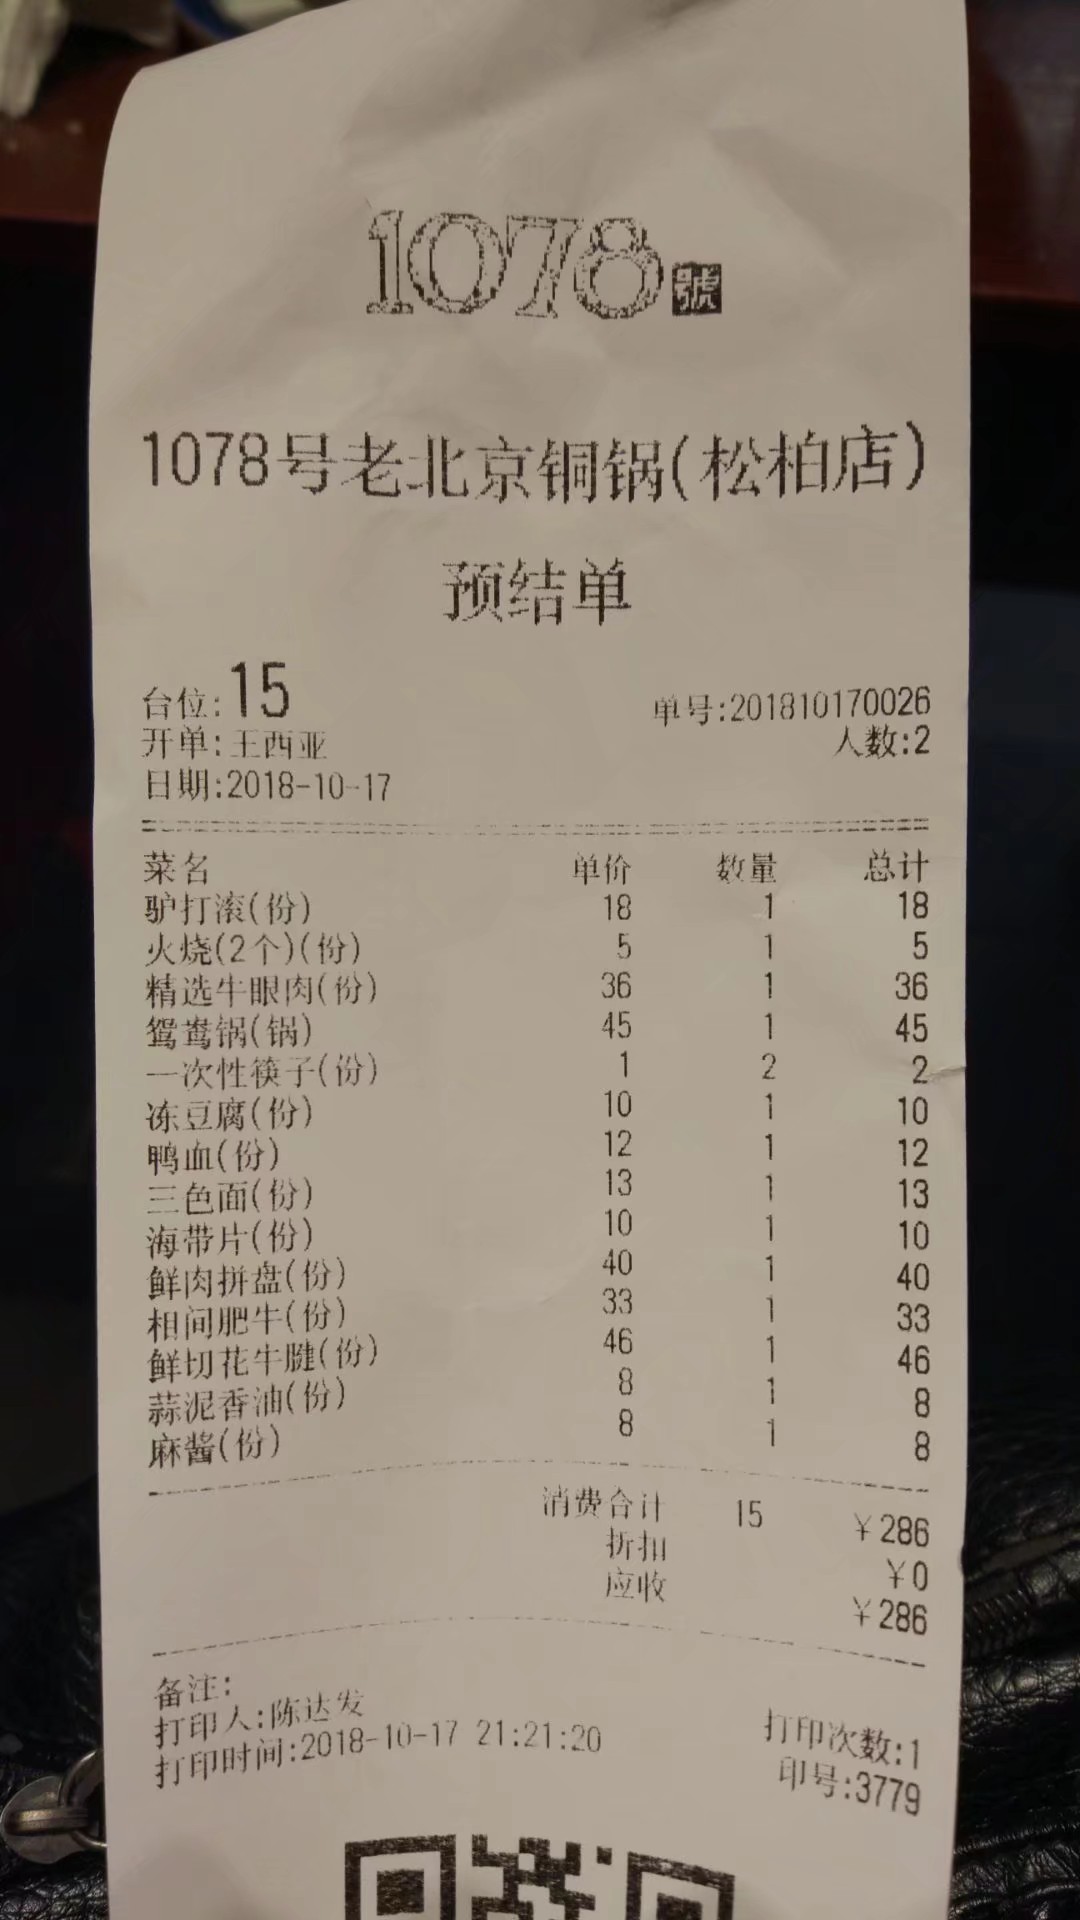 1078號
1078号老北京铜锅(松柏店)
预结单
台位:15 单号:201810170026
开单:王西亚 人数:2
日期:2018-10-17
菜名 单价 数量 总计
驴打滚(份) 18 1 18
火烧(2个)(份) 5 1 5
精选牛眼肉(份) 36 1 36
鸳鸯锅(锅) 45 1 45
一次性筷子(份) 1 2 2
冻豆腐(份) 10 1 10
鸭血(份) 12 1 12
三色面(份) 13 1 13
海带片(份) 10 1 10
鲜肉拼盘(份) 40 1 40
相间肥牛(份) 33 1 33
鲜切花牛腱(份) 46 1 46
蒜泥香油(份) 8 1 8
麻酱(份) 8 1 8
消费合计 15 ￥286
折扣 ￥0
应收 ￥286
备注:
打印人:陈达发 打印次数:1
打印时间:2018-10-17 21:21:20 印号:3779